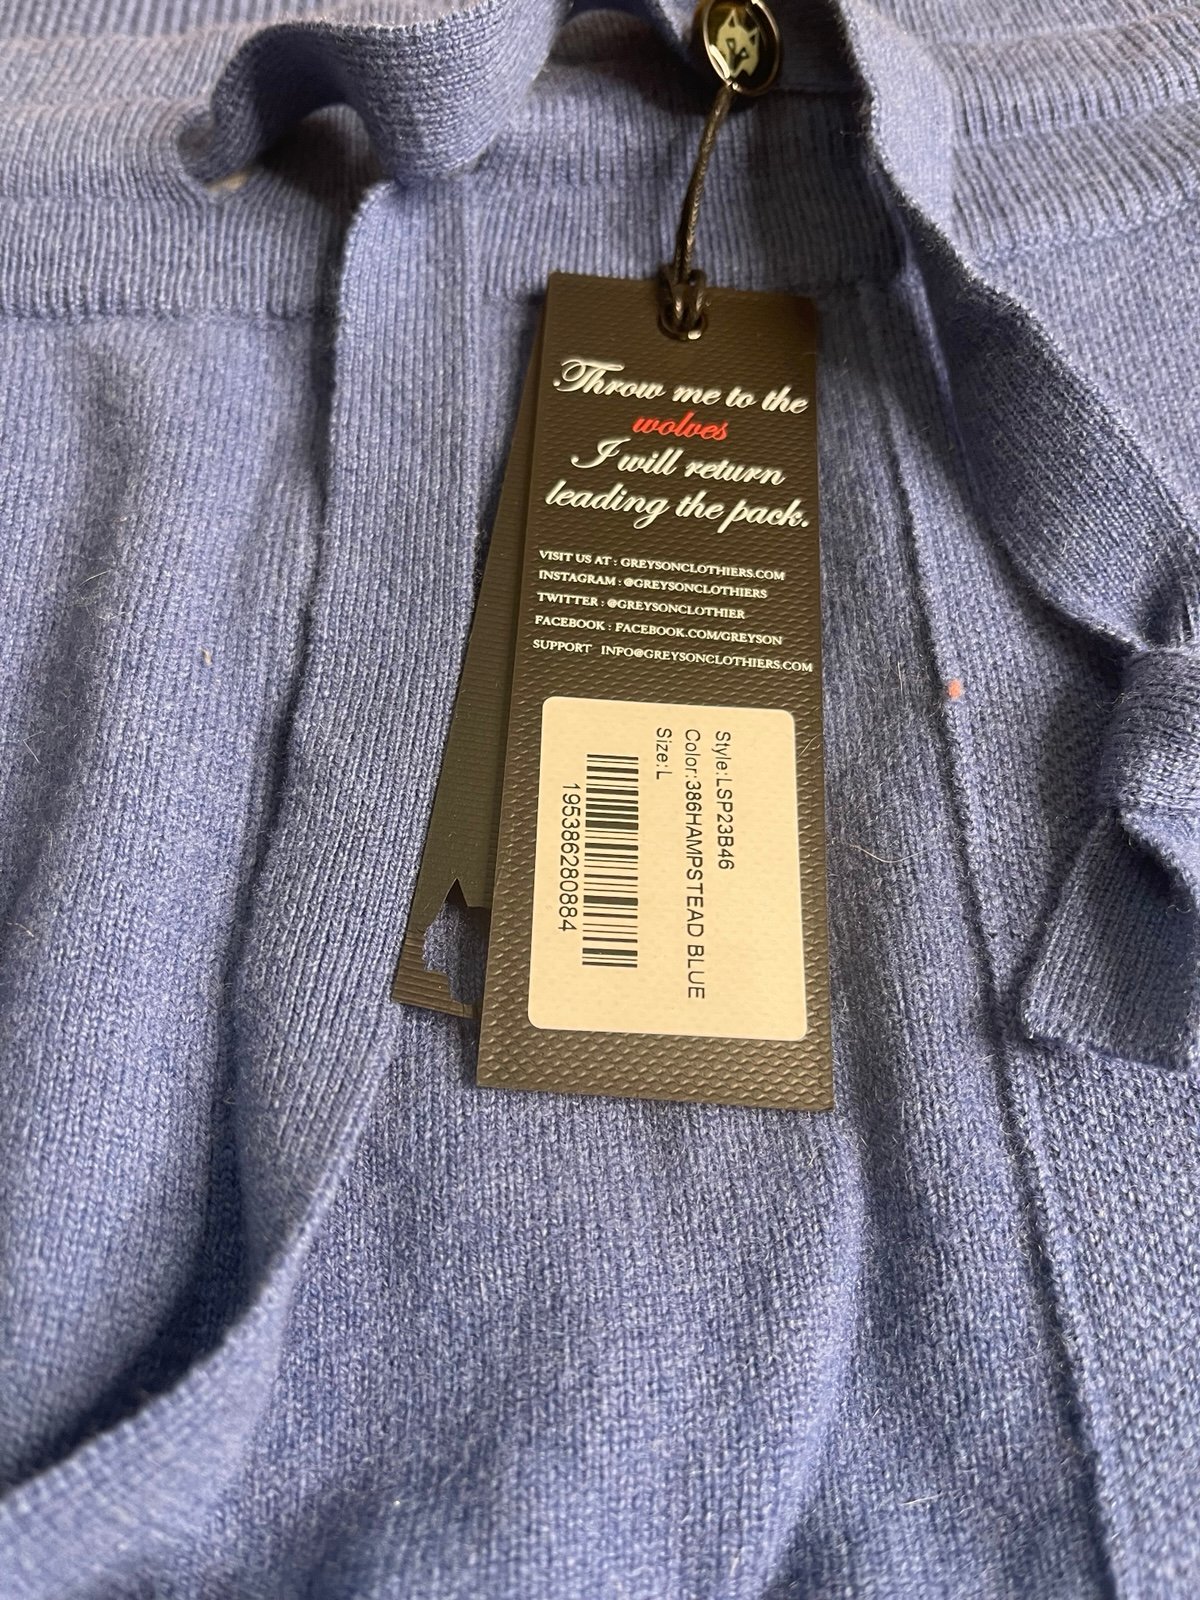 Throw me to the
wolves
I will return
leading the pack.
VISIT US AT : GREYSONCLOTHIERS.COM
INSTAGRAM : @GREYSONCLOTHIERS
TWITTER : @GREYSONCLOTHIER
FACEBOOK : FACEBOOK.COM/GREYSON
SUPPORT INFO@GREYSONCLOTHIERS.COM
Style:LSP23B46
Color:386HAMPSTEAD BLUE
Size:L
195386280884